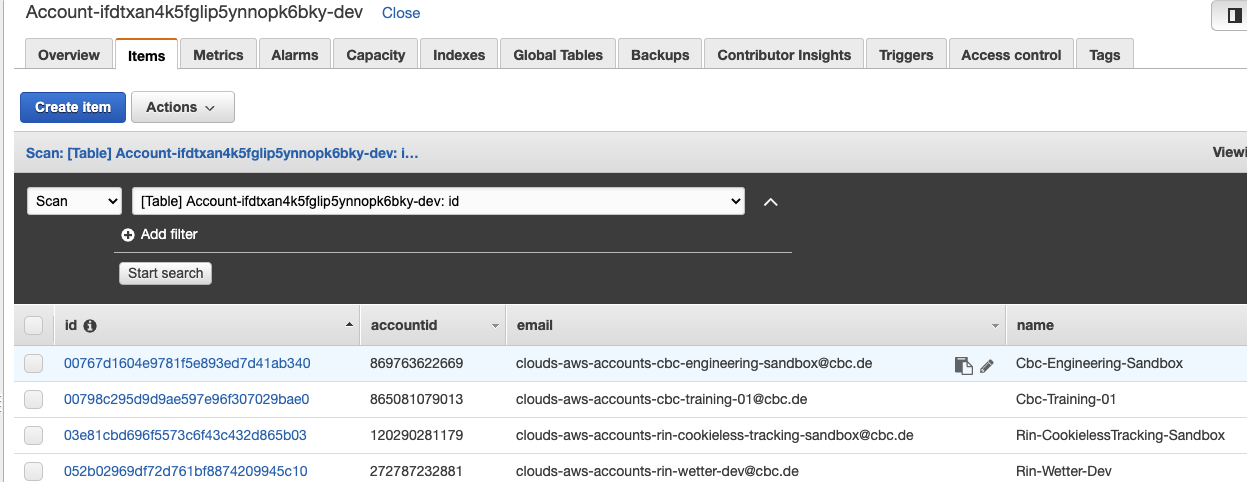 Account-ifdtxan4k5fglip5ynnopk6bky-dev Close
Overview Items Metrics Alarms Capacity Indexes Global Tables Backups Contributor Insights Triggers Access control Tags
Create item Actions
Scan: [Table] Account-ifdtxan4k5fglip5ynnopk6bky-dev: i... Viewi
Scan [Table] Account-ifdtxan4k5fglip5ynnopk6bky-dev: id
Add filter
Start search
id accountid email name
00767d1604e9781f5e893ed7d41ab340 869763622669 clouds-aws-accounts-cbc-engineering-sandbox@cbc.de Cbc-Engineering-Sandbox
00798c295d9d9ae597e96f307029bae0 865081079013 clouds-aws-accounts-cbc-training-01@cbc.de Cbc-Training-01
03e81cbd696f5573c6f43c432d865b03 120290281179 clouds-aws-accounts-rin-cookieless-tracking-sandbox@cbc.de Rin-CookielessTracking-Sandbox
052b02969df72d761bf8874209945c10 272787232881 clouds-aws-accounts-rin-wetter-dev@cbc.de Rin-Wetter-Dev